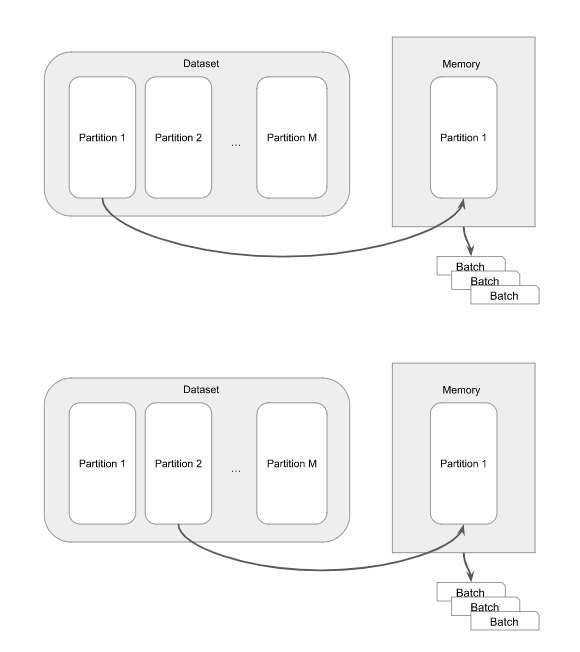 Dataset
Partition 1
Partition 2
...
Partition M
Memory
Partition 1
Batch
Batch
Batch
Dataset
Partition 1
Partition 2
...
Partition M
Memory
Partition 1
Batch
Batch
Batch